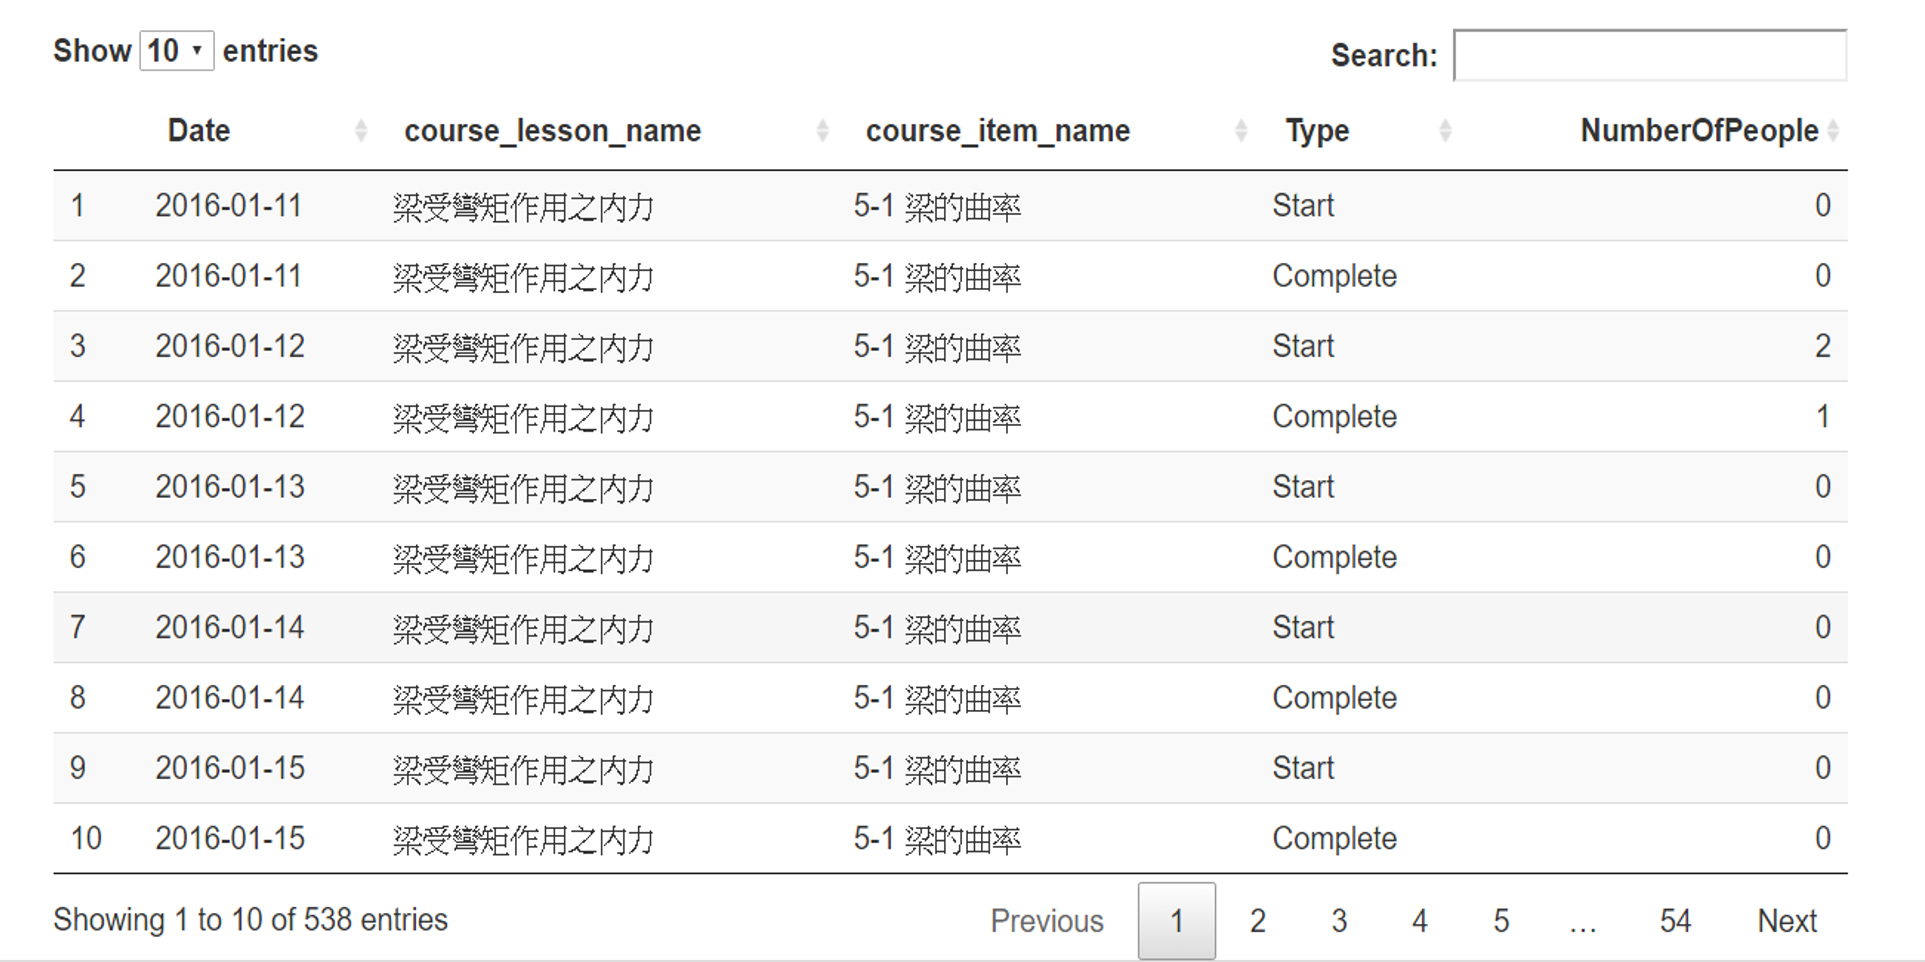 Show 10 entries Search:
Date course_lesson_name course_item_name Type NumberOfPeople
1 2016-01-11 梁受彎矩作用之內力 5-1 梁的曲率 Start 0
2 2016-01-11 梁受彎矩作用之內力 5-1 梁的曲率 Complete 0
3 2016-01-12 梁受彎矩作用之內力 5-1 梁的曲率 Start 2
4 2016-01-12 梁受彎矩作用之內力 5-1 梁的曲率 Complete 1
5 2016-01-13 梁受彎矩作用之內力 5-1 梁的曲率 Start 0
6 2016-01-13 梁受彎矩作用之內力 5-1 梁的曲率 Complete 0
7 2016-01-14 梁受彎矩作用之內力 5-1 梁的曲率 Start 0
8 2016-01-14 梁受彎矩作用之內力 5-1 梁的曲率 Complete 0
9 2016-01-15 梁受彎矩作用之內力 5-1 梁的曲率 Start 0
10 2016-01-15 梁受彎矩作用之內力 5-1 梁的曲率 Complete 0
Showing 1 to 10 of 538 entries Previous 1 2 3 4 5 … 54 Next